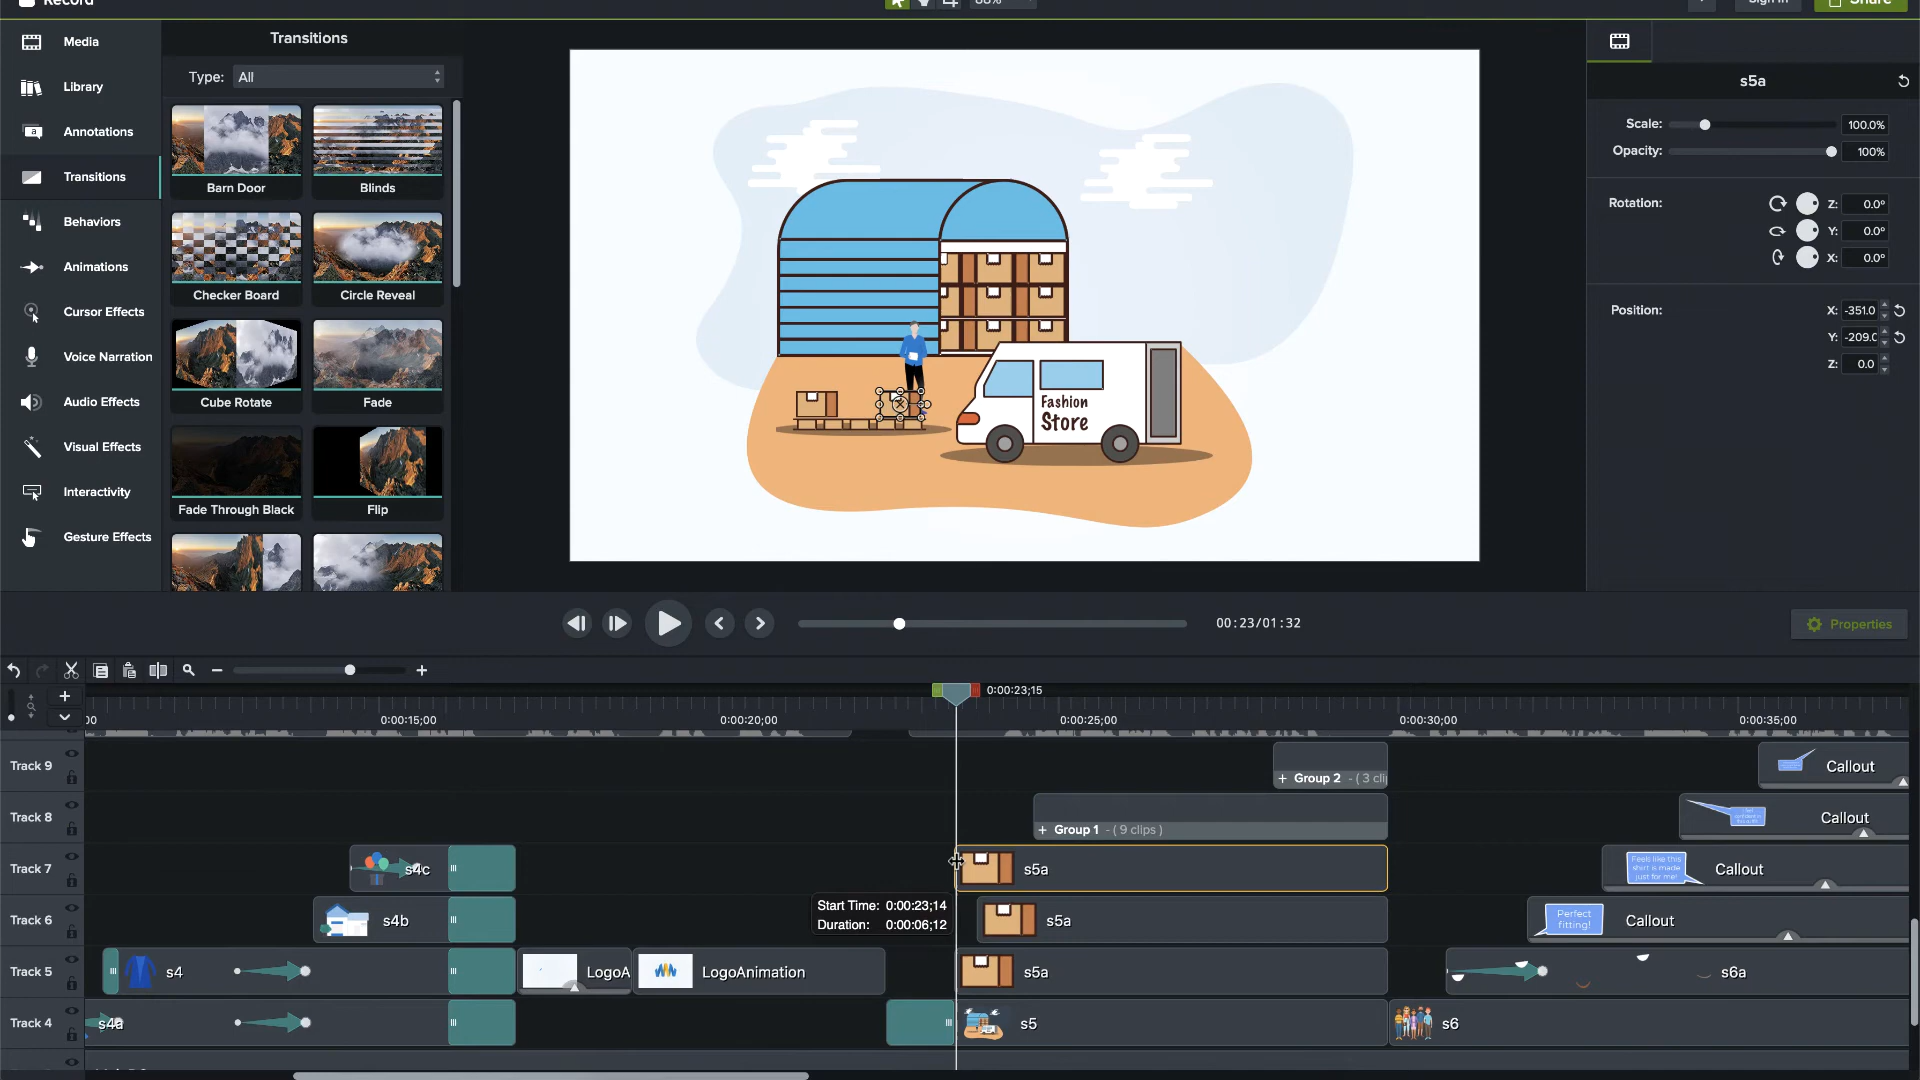 Record
88%
Sign In
Share
Media
Library
Annotations
Transitions
Behaviors
Animations
Cursor Effects
Voice Narration
Audio Effects
Visual Effects
Interactivity
Gesture Effects
Transitions
Type: All
Barn Door
Blinds
Checker Board
Circle Reveal
Cube Rotate
Fade
Fade Through Black
Flip
Fashion
Store
s5a
Scale: 100.0%
Opacity: 100%
Rotation: Z: 0.0º
Y: 0.0º
X: 0.0º
Position: X: -351.0
Y: -209.0
Z: 0.0
00:23/01:32
Properties
0:00:23;15
00
0:00:15;00
0:00:20;00
0:00:25;00
0:00:30;00
0:00:35;00
Track 9
+ Group 2 - ( 3 cli
Callout
Track 8
+ Group 1 - ( 9 clips )
Callout
Track 7
s4c
s5a
Feels like this
shirt is made
just for me!
Callout
Start Time: 0:00:23;14
Duration: 0:00:06;12
Track 6
s4b
s5a
Perfect
fitting!
Callout
Track 5
s4
LogoA
LogoAnimation
s5a
s6a
Track 4
s4a
s5
s6